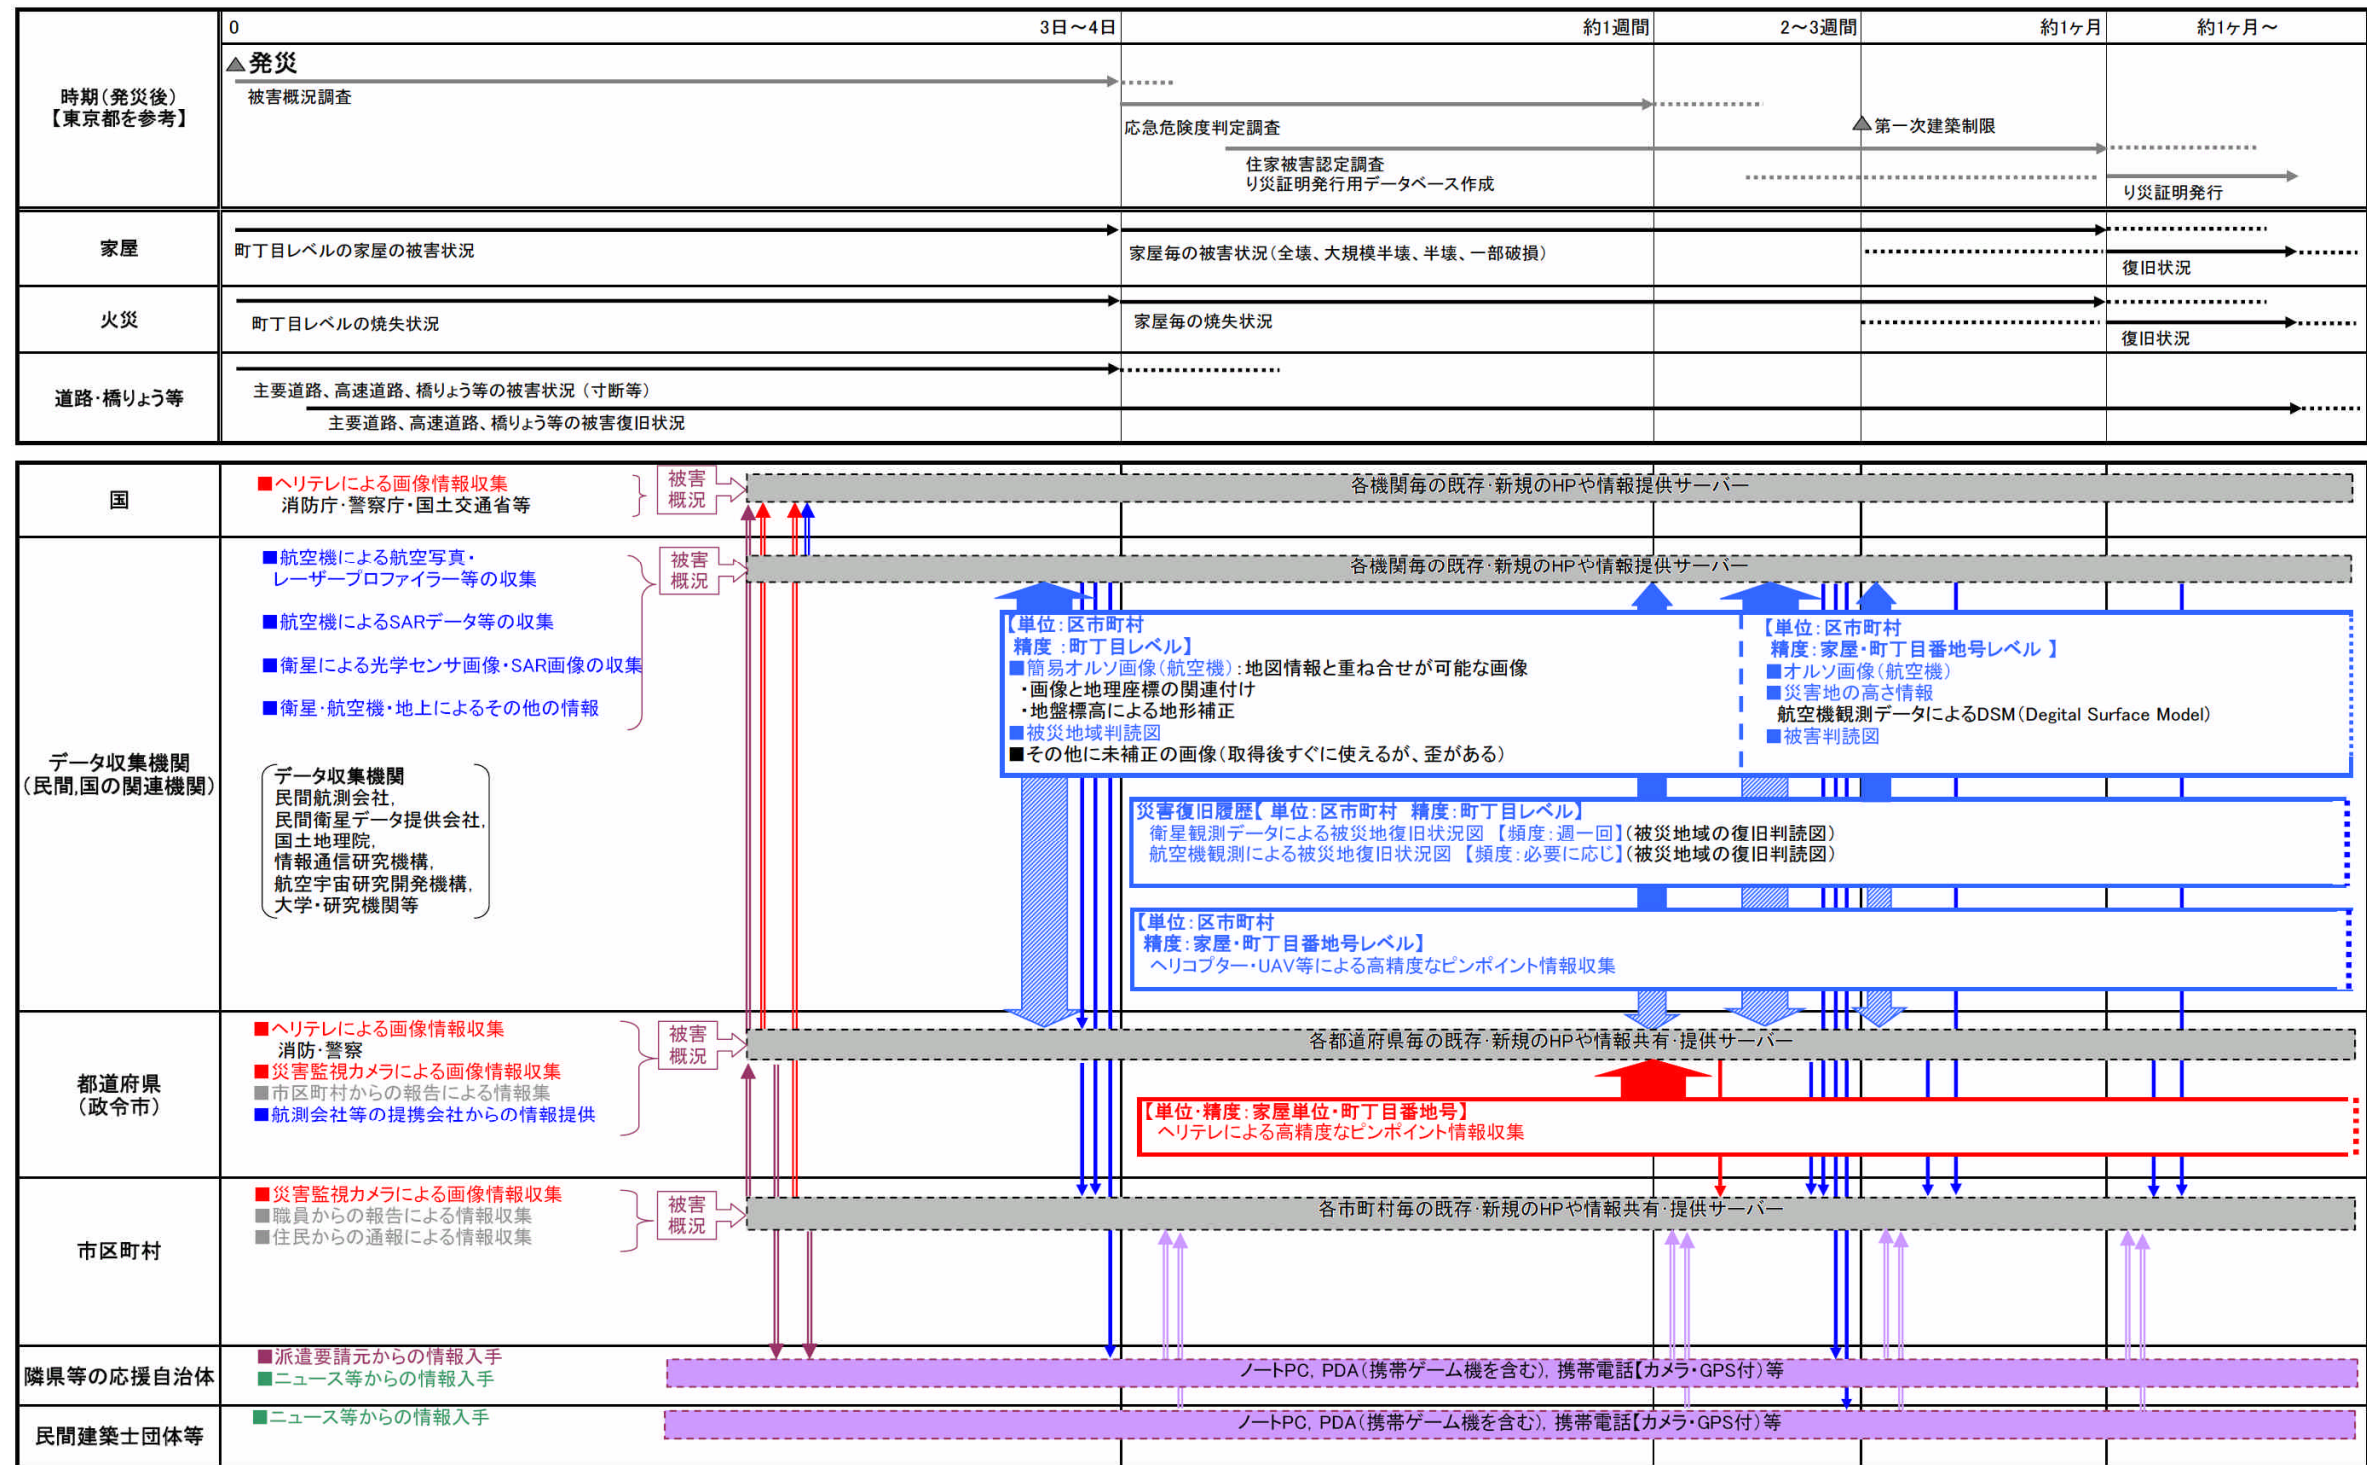 0
3日～4日
約1週間
2～3週間
約1ヶ月
約1ヶ月～
時期(発災後)
【東京都を参考】
発災
被害概況調査
応急危険度判定調査
第一次建築制限
住家被害認定調査
り災証明発行用データベース作成
り災証明発行
家屋
町丁目レベルの家屋の被害状況
家屋毎の被害状況(全壊、大規模半壊、半壊、一部破損)
復旧状況
火災
町丁目レベルの焼失状況
家屋毎の焼失状況
復旧状況
道路・橋りょう等
主要道路、高速道路、橋りょう等の被害状況 (寸断等)
主要道路、高速道路、橋りょう等の被害復旧状況
国
■ヘリテレによる画像情報収集
消防庁・警察庁・国土交通省等
被害
概況
各機関毎の既存・新規のHPや情報提供サーバー
データ収集機関
(民間,国の関連機関)
■航空機による航空写真・
レーザープロファイラー等の収集
■航空機によるSARデータ等の収集
■衛星による光学センサ画像・SAR画像の収集
■衛星・航空機・地上によるその他の情報
データ収集機関
民間航測会社,
民間衛星データ提供会社,
国土地理院,
情報通信研究機構,
航空宇宙研究開発機構,
大学・研究機関等
被害
概況
各機関毎の既存・新規のHPや情報提供サーバー
【単位：区市町村
精度 ：町丁目レベル】
■簡易オルソ画像(航空機)：地図情報と重ね合せが可能な画像
・画像と地理座標の関連付け
・地盤標高による地形補正
■被災地域判読図
■その他に未補正の画像(取得後すぐに使えるが、歪がある)
【単位：区市町村
精度：家屋・町丁目番地号レベル 】
■オルソ画像(航空機)
■災害地の高さ情報
航空機観測データによるDSM(Degital Surface Model)
■被害判読図
災害復旧履歴【 単位：区市町村 精度：町丁目レベル】
衛星観測データによる被災地復旧状況図 【頻度：週一回】(被災地域の復旧判読図)
航空機観測による被災地復旧状況図 【頻度：必要に応じ】(被災地域の復旧判読図)
【単位：区市町村
精度：家屋・町丁目番地号レベル】
ヘリコプター・UAV等による高精度なピンポイント情報収集
都道府県
(政令市)
■ヘリテレによる画像情報収集
消防・警察
■災害監視カメラによる画像情報収集
■市区町村からの報告による情報集
■航測会社等の提携会社からの情報提供
被害
概況
各都道府県毎の既存・新規のHPや情報共有・提供サーバー
【単位・精度：家屋単位・町丁目番地号】
ヘリテレによる高精度なピンポイント情報収集
市区町村
■災害監視カメラによる画像情報収集
■職員からの報告による情報収集
■住民からの通報による情報収集
被害
概況
各市町村毎の既存・新規のHPや情報共有・提供サーバー
隣県等の応援自治体
■派遣要請元からの情報入手
■ニュース等からの情報入手
ノートPC, PDA(携帯ゲーム機を含む), 携帯電話【カメラ・GPS付】等
民間建築士団体等
■ニュース等からの情報入手
ノートPC, PDA(携帯ゲーム機を含む), 携帯電話【カメラ・GPS付】等